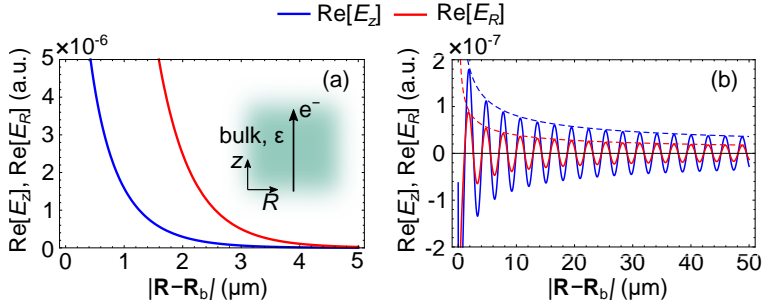 Re[E_z] Re[E_R]
×10⁻⁶
×10⁻⁷
Re[E_z], Re[E_R] (a.u.)
5
4
3
2
1
0
(a)
e⁻
bulk, ε
z
R
0 1 2 3 4 5
|R−R_b| (μm)
Re[E_z], Re[E_R] (a.u.)
2
1
0
-1
-2
(b)
0 10 20 30 40 50
|R−R_b| (μm)